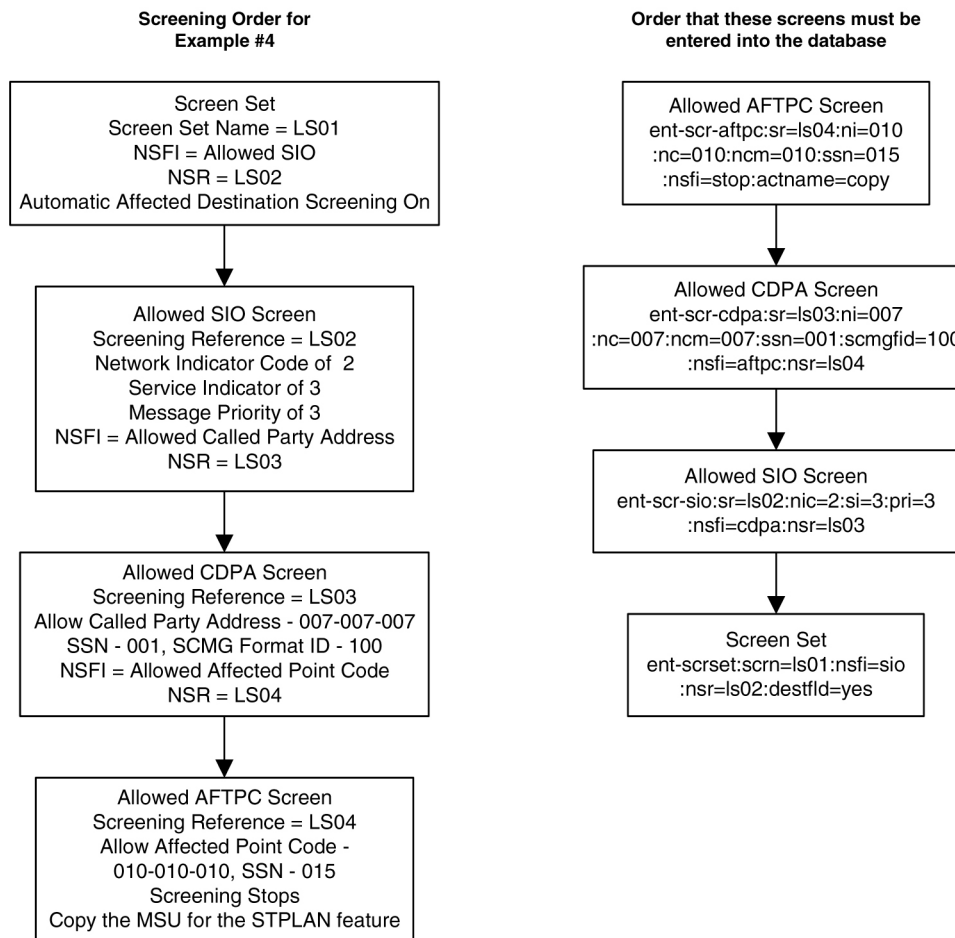 Screening Order for
Example #4
Screen Set
Screen Set Name = LS01
NSFI = Allowed SIO
NSR = LS02
Automatic Affected Destination Screening On
Allowed SIO Screen
Screening Reference = LS02
Network Indicator Code of 2
Service Indicator of 3
Message Priority of 3
NSFI = Allowed Called Party Address
NSR = LS03
Allowed CDPA Screen
Screening Reference = LS03
Allow Called Party Address - 007-007-007
SSN - 001, SCMG Format ID - 100
NSFI = Allowed Affected Point Code
NSR = LS04
Allowed AFTPC Screen
Screening Reference = LS04
Allow Affected Point Code -
010-010-010, SSN - 015
Screening Stops
Copy the MSU for the STPLAN feature
Order that these screens must be
entered into the database
Allowed AFTPC Screen
ent-scr-aftpc:sr=ls04:ni=010
:nc=010:ncm=010:ssn=015
:nsfi=stop:actname=copy
Allowed CDPA Screen
ent-scr-cdpa:sr=ls03:ni=007
:nc=007:ncm=007:ssn=001:scmgfid=100
:nsfi=aftpc:nsr=ls04
Allowed SIO Screen
ent-scr-sio:sr=ls02:nic=2:si=3:pri=3
:nsfi=cdpa:nsr=ls03
Screen Set
ent-scrset:scrn=ls01:nsfi=sio
:nsr=ls02:destfld=yes